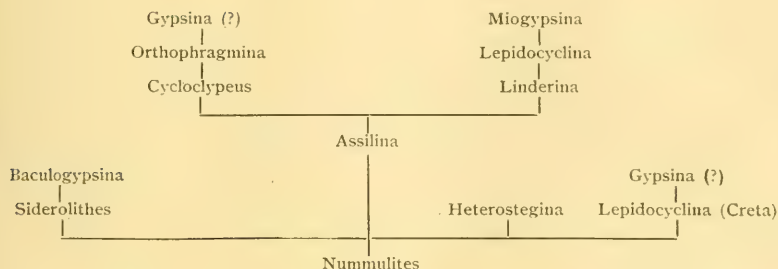 Gypsina (?) Miogypsina
Orthophragmina Lepidocyclina
Cycloclypeus Linderina
Assilina
Baculogypsina Gypsina (?)
Siderolithes Heterostegina Lepidocyclina (Creta)
Nummulites